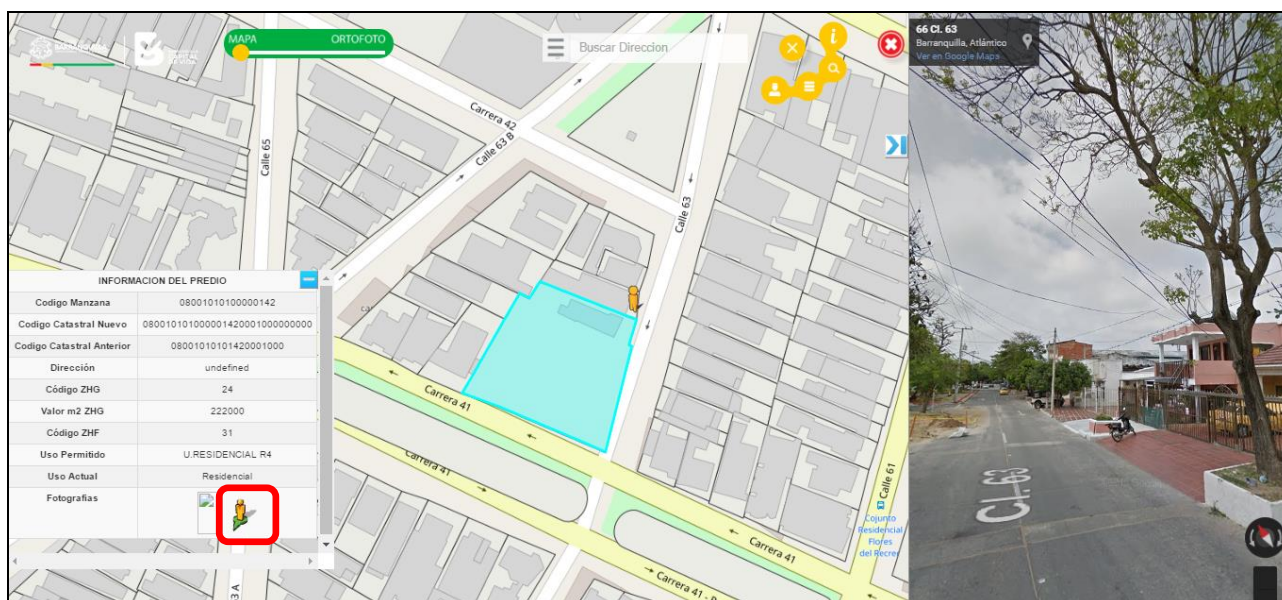 BARRANQUILLA
MAPA
ORTOFOTO
Buscar Direccion
i
66 Cl. 63
Barranquilla, Atlántico
Ver en Google Maps
Carrera 42
Calle 63 B
Calle 65
Calle 63
Carrera 41
Carrera 41
Carrera 41
Carrera 41 -
Calle 61
Cojunto
Residencial
Flores
del Recreo
3 A
Cl. 63
INFORMACION DEL PREDIO
Codigo Manzana 08001010100000142
Codigo Catastral Nuevo 080010101000001420001000000000
Codigo Catastral Anterior 08001010101420001000
Dirección undefined
Código ZHG 24
Valor m2 ZHG 222000
Código ZHF 31
Uso Permitido U.RESIDENCIAL R4
Uso Actual Residencial
Fotografias